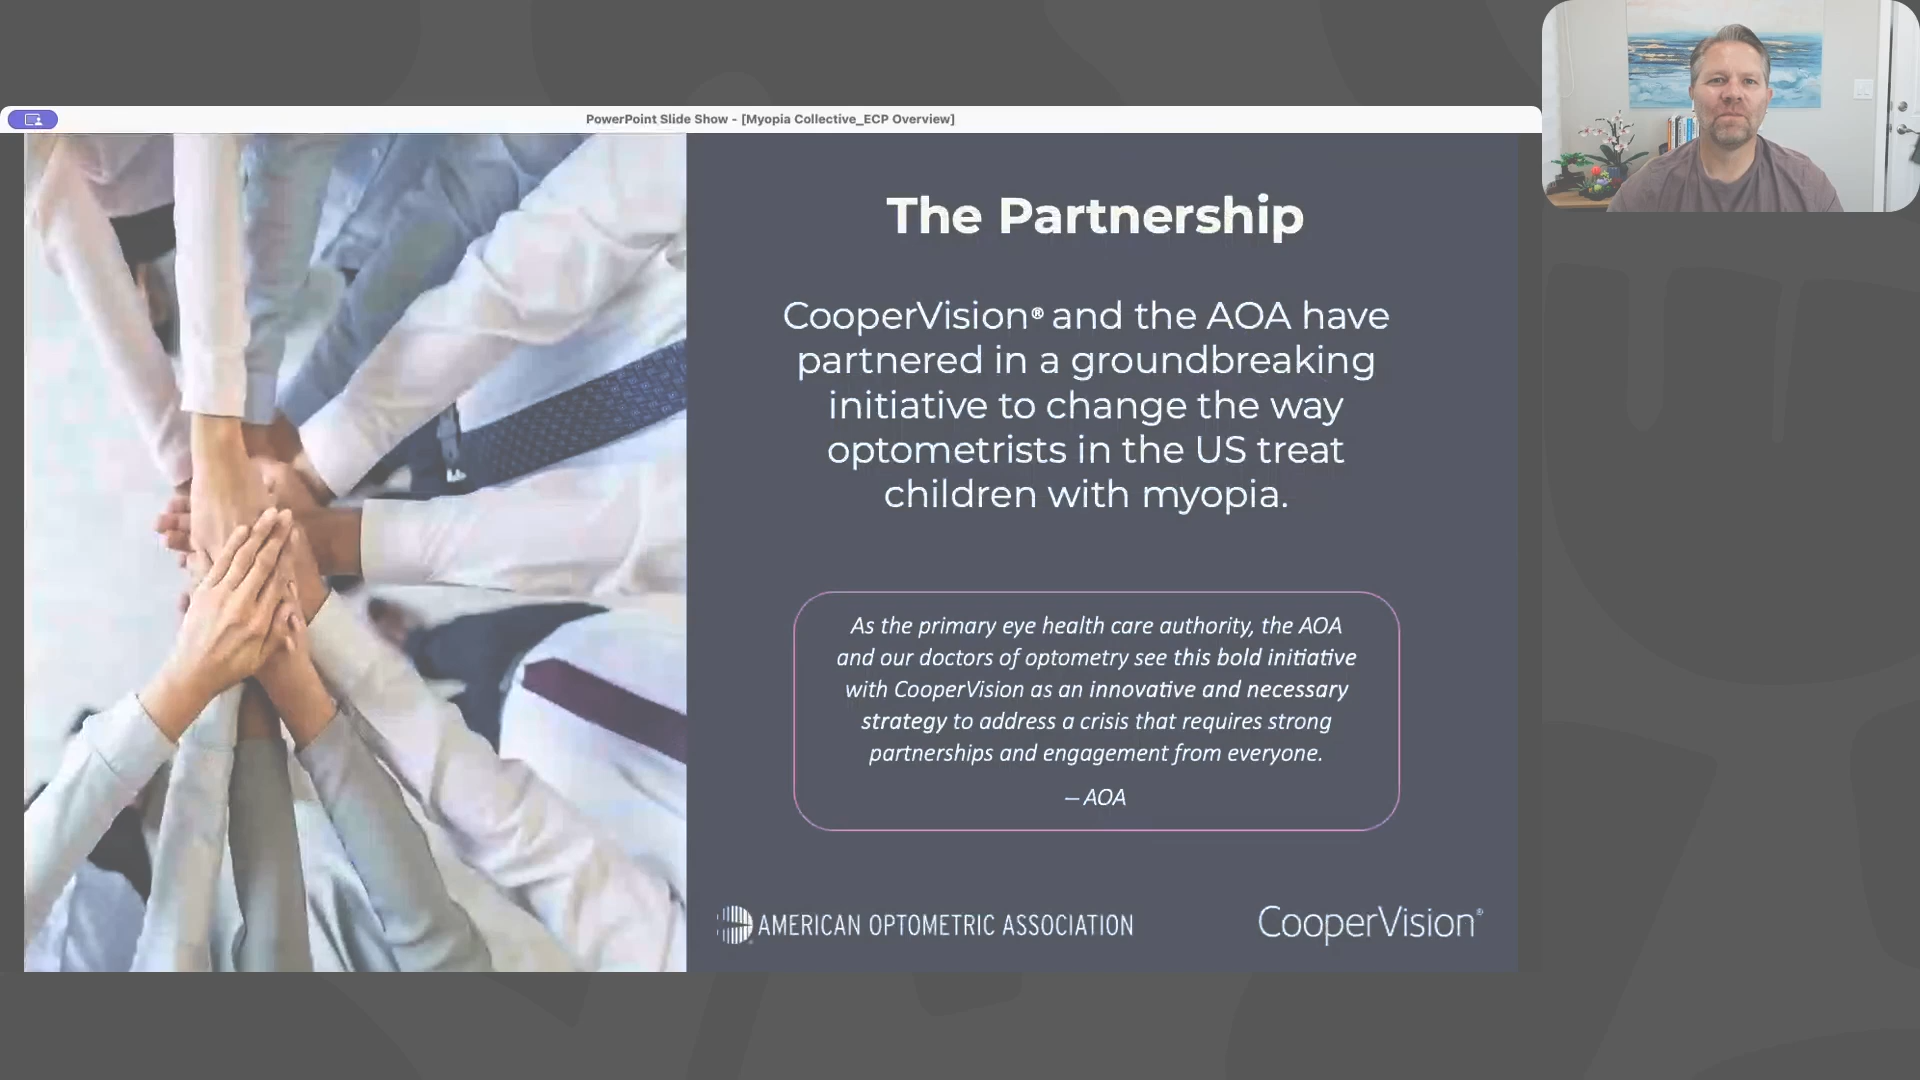 PowerPoint Slide Show - [Myopia Collective_ECP Overview]
The Partnership
CooperVision® and the AOA have
partnered in a groundbreaking
initiative to change the way
optometrists in the US treat
children with myopia.
As the primary eye health care authority, the AOA
and our doctors of optometry see this bold initiative
with CooperVision as an innovative and necessary
strategy to address a crisis that requires strong
partnerships and engagement from everyone.
– AOA
AMERICAN OPTOMETRIC ASSOCIATION
CooperVision®